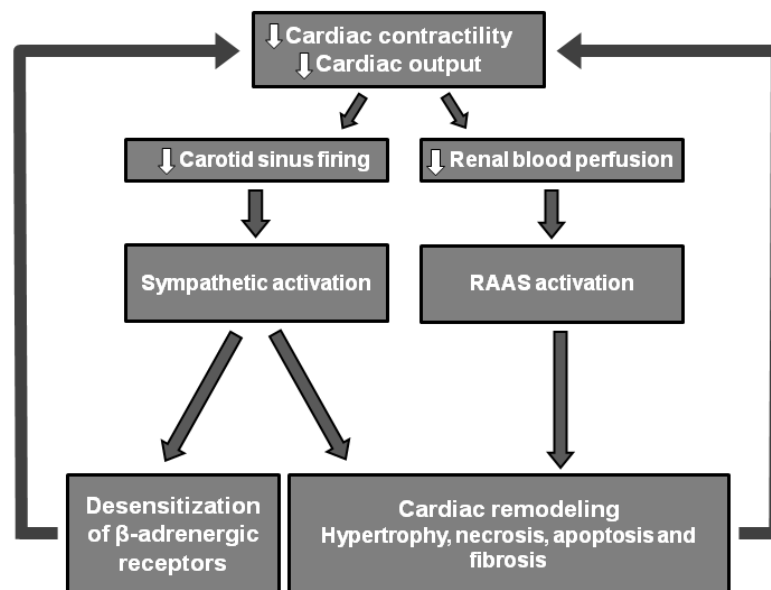 Cardiac contractility
Cardiac output
Carotid sinus firing
Renal blood perfusion
Sympathetic activation
RAAS activation
Desensitization
of β-adrenergic
receptors
Cardiac remodeling
Hypertrophy, necrosis, apoptosis and
fibrosis